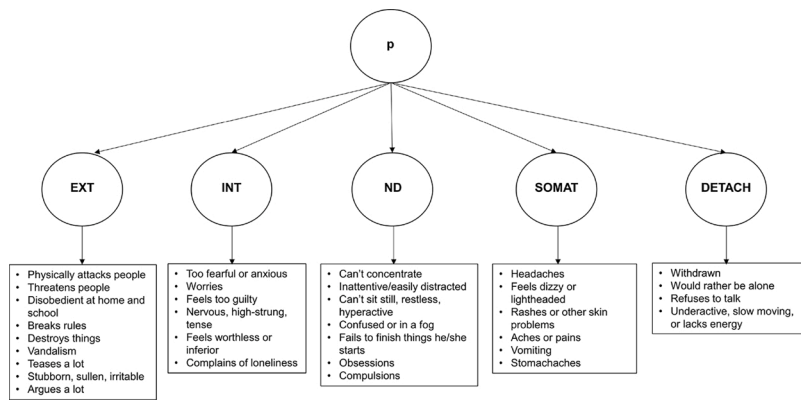 p
EXT
INT
ND
SOMAT
DETACH
• Physically attacks people
• Threatens people
• Disobedient at home and
school
• Breaks rules
• Destroys things
• Vandalism
• Teases a lot
• Stubborn, sullen, irritable
• Argues a lot
• Too fearful or anxious
• Worries
• Feels too guilty
• Nervous, high-strung,
tense
• Feels worthless or
inferior
• Complains of loneliness
• Can't concentrate
• Inattentive/easily distracted
• Can't sit still, restless,
hyperactive
• Confused or in a fog
• Fails to finish things he/she
starts
• Obsessions
• Compulsions
• Headaches
• Feels dizzy or
lightheaded
• Rashes or other skin
problems
• Aches or pains
• Vomiting
• Stomachaches
• Withdrawn
• Would rather be alone
• Refuses to talk
• Underactive, slow moving,
or lacks energy